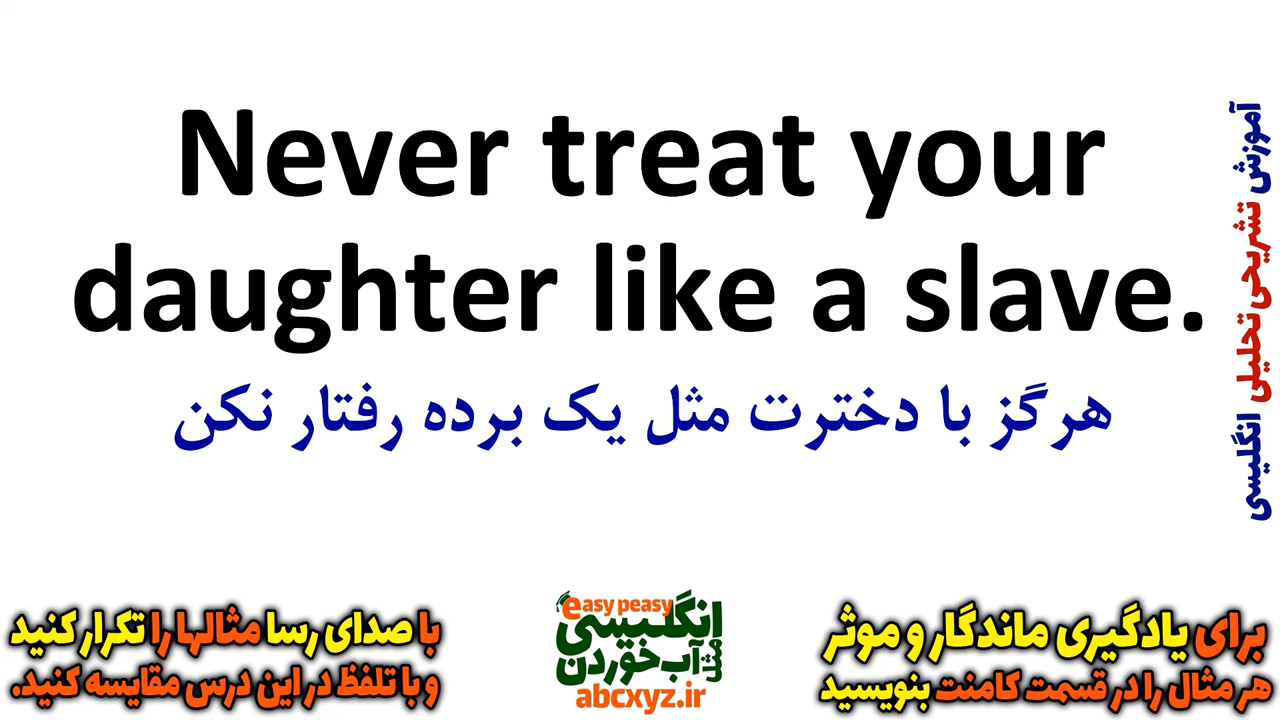 Never treat your
daughter like a slave.
هرگز با دخترت مثل یک برده رفتار نکن
آموزش تشریحی تحلیلی انگلیسی
برای یادگیری ماندگار و موثر
هر مثال را در قسمت کامنت بنویسید
easy peasy
انگلیسی
مثل آب خوردن
abcxyz.ir
با صدای رسا مثالها را تکرار کنید
و با تلفظ در این درس مقایسه کنید.